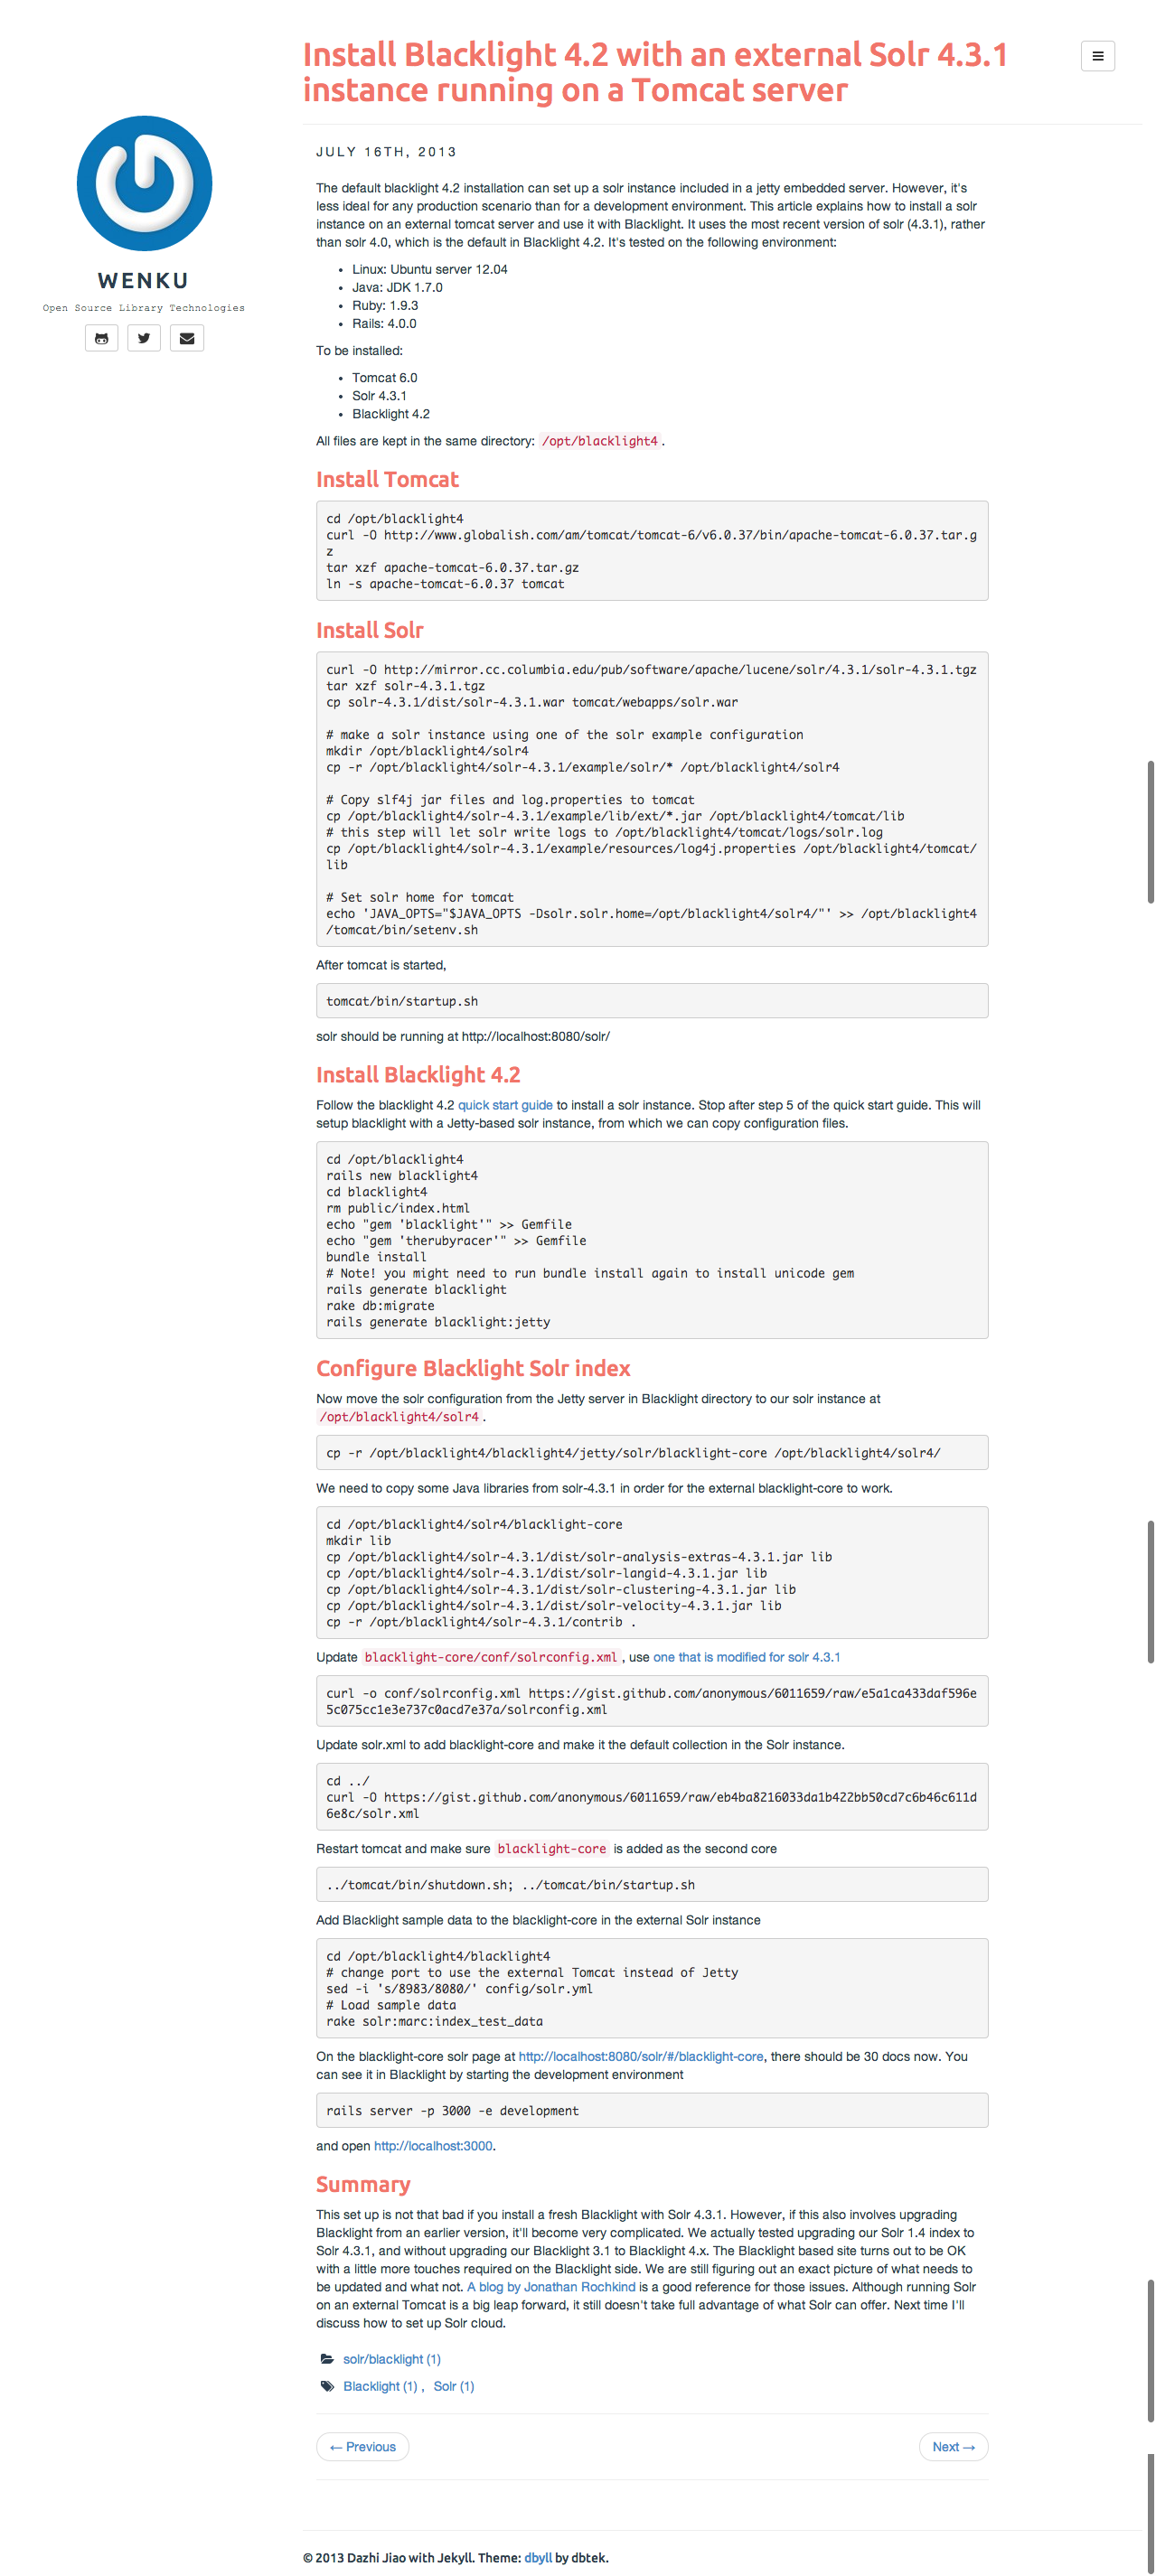 Install Blacklight 4.2 with an external Solr 4.3.1
instance running on a Tomcat server
WENKU
Open Source Library Technologies
JULY 16TH, 2013
The default blacklight 4.2 installation can set up a solr instance included in a jetty embedded server. However, it's
less ideal for any production scenario than for a development environment. This article explains how to install a solr
instance on an external tomcat server and use it with Blacklight. It uses the most recent version of solr (4.3.1), rather
than solr 4.0, which is the default in Blacklight 4.2. It's tested on the following environment:
• Linux: Ubuntu server 12.04
• Java: JDK 1.7.0
• Ruby: 1.9.3
• Rails: 4.0.0
To be installed:
• Tomcat 6.0
• Solr 4.3.1
• Blacklight 4.2
All files are kept in the same directory: /opt/blacklight4.
Install Tomcat
cd /opt/blacklight4
curl -O http://www.globalish.com/am/tomcat/tomcat-6/v6.0.37/bin/apache-tomcat-6.0.37.tar.g
z
tar xzf apache-tomcat-6.0.37.tar.gz
ln -s apache-tomcat-6.0.37 tomcat
Install Solr
curl -O http://mirror.cc.columbia.edu/pub/software/apache/lucene/solr/4.3.1/solr-4.3.1.tgz
tar xzf solr-4.3.1.tgz
cp solr-4.3.1/dist/solr-4.3.1.war tomcat/webapps/solr.war
# make a solr instance using one of the solr example configuration
mkdir /opt/blacklight4/solr4
cp -r /opt/blacklight4/solr-4.3.1/example/solr/* /opt/blacklight4/solr4
# Copy slf4j jar files and log.properties to tomcat
cp /opt/blacklight4/solr-4.3.1/example/lib/ext/*.jar /opt/blacklight4/tomcat/lib
# this step will let solr write logs to /opt/blacklight4/tomcat/logs/solr.log
cp /opt/blacklight4/solr-4.3.1/example/resources/log4j.properties /opt/blacklight4/tomcat/
lib
# Set solr home for tomcat
echo 'JAVA_OPTS="$JAVA_OPTS -Dsolr.solr.home=/opt/blacklight4/solr4/"' >> /opt/blacklight4
/tomcat/bin/setenv.sh
After tomcat is started,
tomcat/bin/startup.sh
solr should be running at http://localhost:8080/solr/
Install Blacklight 4.2
Follow the blacklight 4.2 quick start guide to install a solr instance. Stop after step 5 of the quick start guide. This will
setup blacklight with a Jetty-based solr instance, from which we can copy configuration files.
cd /opt/blacklight4
rails new blacklight4
cd blacklight4
rm public/index.html
echo "gem 'blacklight'" >> Gemfile
echo "gem 'therubyracer'" >> Gemfile
bundle install
# Note! you might need to run bundle install again to install unicode gem
rails generate blacklight
rake db:migrate
rails generate blacklight:jetty
Configure Blacklight Solr index
Now move the solr configuration from the Jetty server in Blacklight directory to our solr instance at
/opt/blacklight4/solr4.
cp -r /opt/blacklight4/blacklight4/jetty/solr/blacklight-core /opt/blacklight4/solr4/
We need to copy some Java libraries from solr-4.3.1 in order for the external blacklight-core to work.
cd /opt/blacklight4/solr4/blacklight-core
mkdir lib
cp /opt/blacklight4/solr-4.3.1/dist/solr-analysis-extras-4.3.1.jar lib
cp /opt/blacklight4/solr-4.3.1/dist/solr-langid-4.3.1.jar lib
cp /opt/blacklight4/solr-4.3.1/dist/solr-clustering-4.3.1.jar lib
cp /opt/blacklight4/solr-4.3.1/dist/solr-velocity-4.3.1.jar lib
cp -r /opt/blacklight4/solr-4.3.1/contrib .
Update blacklight-core/conf/solrconfig.xml, use one that is modified for solr 4.3.1
curl -o conf/solrconfig.xml https://gist.github.com/anonymous/6011659/raw/e5a1ca433daf596e
5c075cc1e3e737c0acd7e37a/solrconfig.xml
Update solr.xml to add blacklight-core and make it the default collection in the Solr instance.
cd ../
curl -O https://gist.github.com/anonymous/6011659/raw/eb4ba8216033da1b422bb50cd7c6b46c611d
6e8c/solr.xml
Restart tomcat and make sure blacklight-core is added as the second core
../tomcat/bin/shutdown.sh; ../tomcat/bin/startup.sh
Add Blacklight sample data to the blacklight-core in the external Solr instance
cd /opt/blacklight4/blacklight4
# change port to use the external Tomcat instead of Jetty
sed -i 's/8983/8080/' config/solr.yml
# Load sample data
rake solr:marc:index_test_data
On the blacklight-core solr page at http://localhost:8080/solr/#/blacklight-core, there should be 30 docs now. You
can see it in Blacklight by starting the development environment
rails server -p 3000 -e development
and open http://localhost:3000.
Summary
This set up is not that bad if you install a fresh Blacklight with Solr 4.3.1. However, if this also involves upgrading
Blacklight from an earlier version, it'll become very complicated. We actually tested upgrading our Solr 1.4 index to
Solr 4.3.1, and without upgrading our Blacklight 3.1 to Blacklight 4.x. The Blacklight based site turns out to be OK
with a little more touches required on the Blacklight side. We are still figuring out an exact picture of what needs to
be updated and what not. A blog by Jonathan Rochkind is a good reference for those issues. Although running Solr
on an external Tomcat is a big leap forward, it still doesn't take full advantage of what Solr can offer. Next time I'll
discuss how to set up Solr cloud.
solr/blacklight (1)
Blacklight (1) , Solr (1)
← Previous
Next →
© 2013 Dazhi Jiao with Jekyll. Theme: dbyll by dbtek.